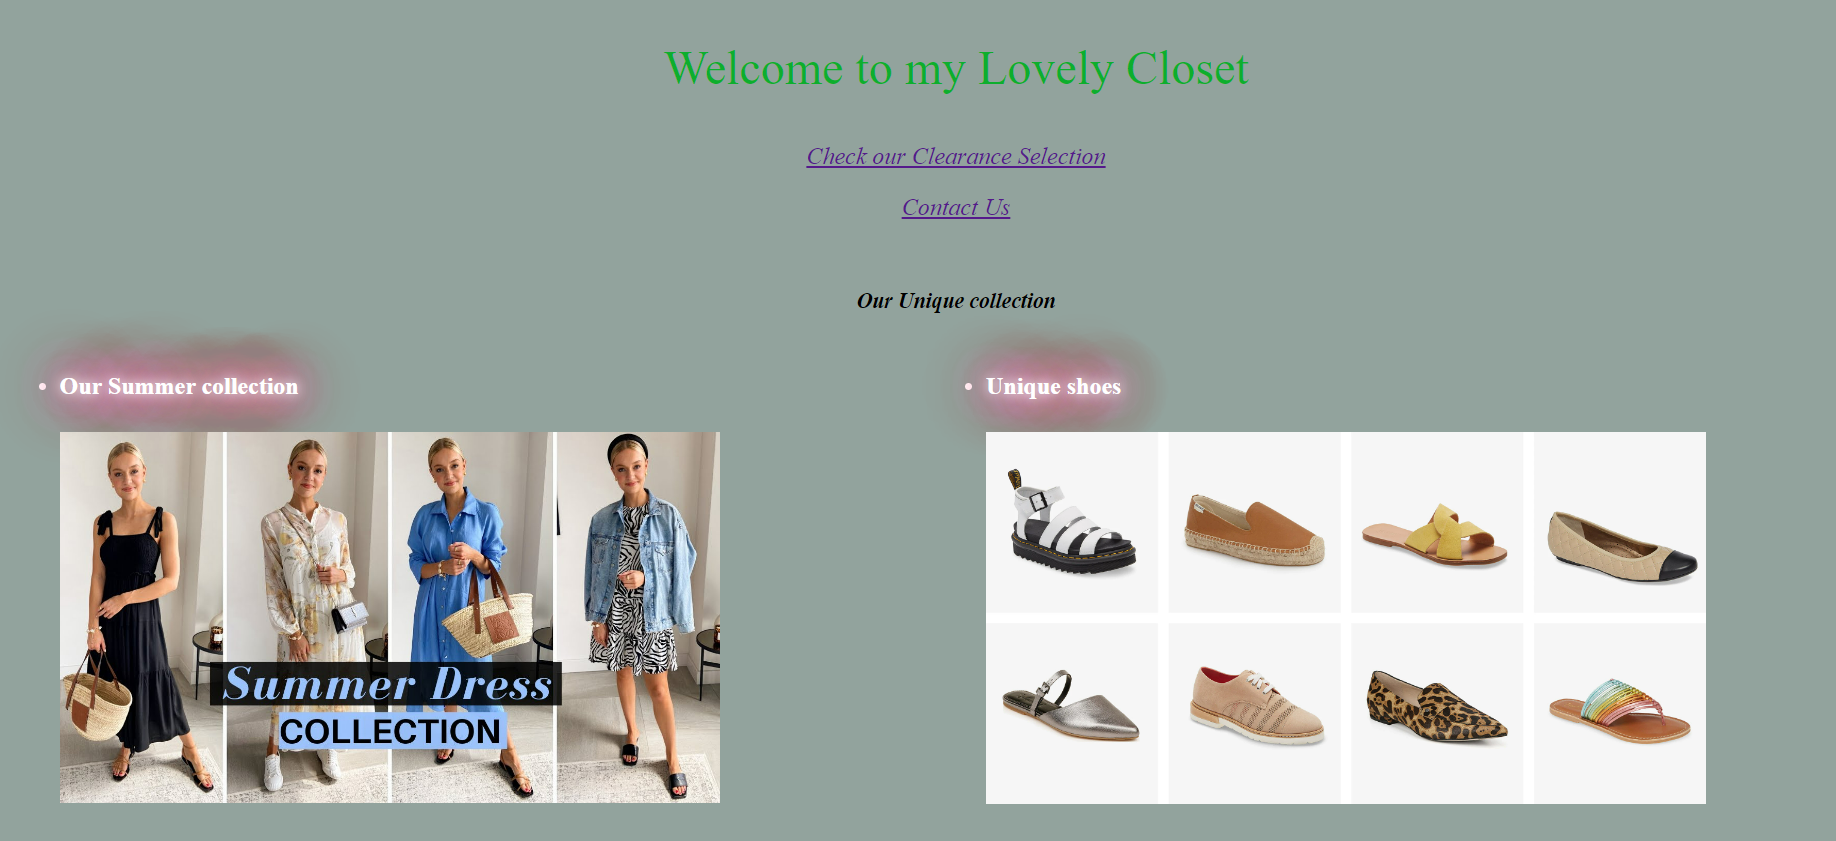 Welcome to my Lovely Closet
Check our Clearance Selection
Contact Us
Our Unique collection
Our Summer collection
Summer Dress
COLLECTION
Unique shoes